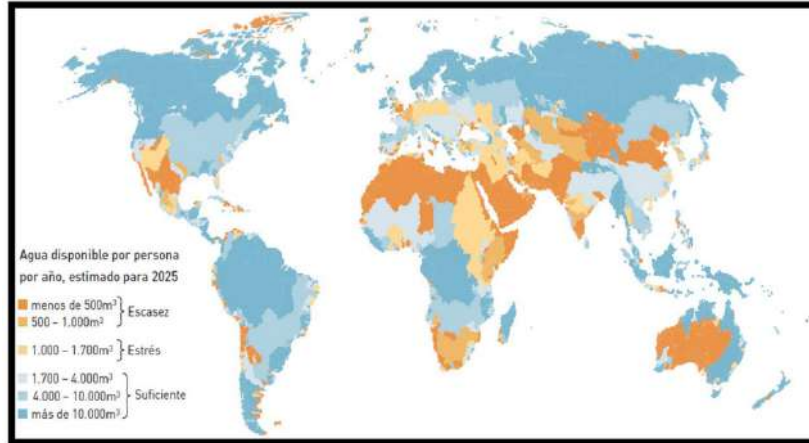 Agua disponible por persona
por año, estimado para 2025
menos de 500m³
500 – 1.000m³
Escasez
1.000 – 1.700m³
Estrés
1.700 – 4.000m³
4.000 – 10.000m³
más de 10.000m³
Suficiente